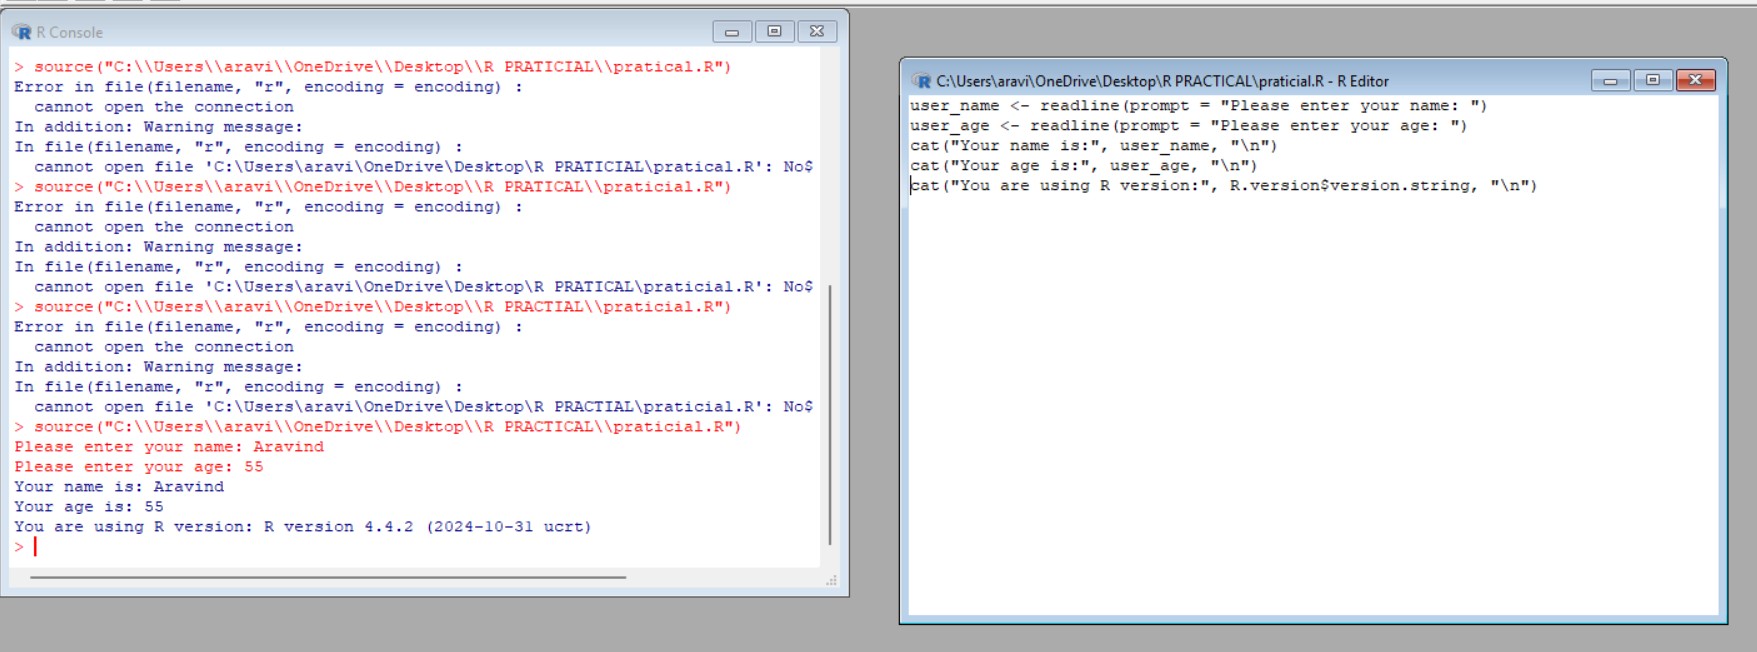 R Console
> source("C:\\Users\\aravi\\OneDrive\\Desktop\\R PRATICIAL\\pratical.R")
Error in file(filename, "r", encoding = encoding) :
  cannot open the connection
In addition: Warning message:
In file(filename, "r", encoding = encoding) :
  cannot open file 'C:\Users\aravi\OneDrive\Desktop\R PRATICIAL\pratical.R': No$
> source("C:\\Users\\aravi\\OneDrive\\Desktop\\R PRATICAL\\praticial.R")
Error in file(filename, "r", encoding = encoding) :
  cannot open the connection
In addition: Warning message:
In file(filename, "r", encoding = encoding) :
  cannot open file 'C:\Users\aravi\OneDrive\Desktop\R PRATICAL\praticial.R': No$
> source("C:\\Users\\aravi\\OneDrive\\Desktop\\R PRACTIAL\\praticial.R")
Error in file(filename, "r", encoding = encoding) :
  cannot open the connection
In addition: Warning message:
In file(filename, "r", encoding = encoding) :
  cannot open file 'C:\Users\aravi\OneDrive\Desktop\R PRACTIAL\praticial.R': No$
> source("C:\\Users\\aravi\\OneDrive\\Desktop\\R PRACTICAL\\praticial.R")
Please enter your name: Aravind
Please enter your age: 55
Your name is: Aravind
Your age is: 55
You are using R version: R version 4.4.2 (2024-10-31 ucrt)
>
C:\Users\aravi\OneDrive\Desktop\R PRACTICAL\praticial.R - R Editor
user_name <- readline(prompt = "Please enter your name: ")
user_age <- readline(prompt = "Please enter your age: ")
cat("Your name is:", user_name, "\n")
cat("Your age is:", user_age, "\n")
cat("You are using R version:", R.version$version.string, "\n")